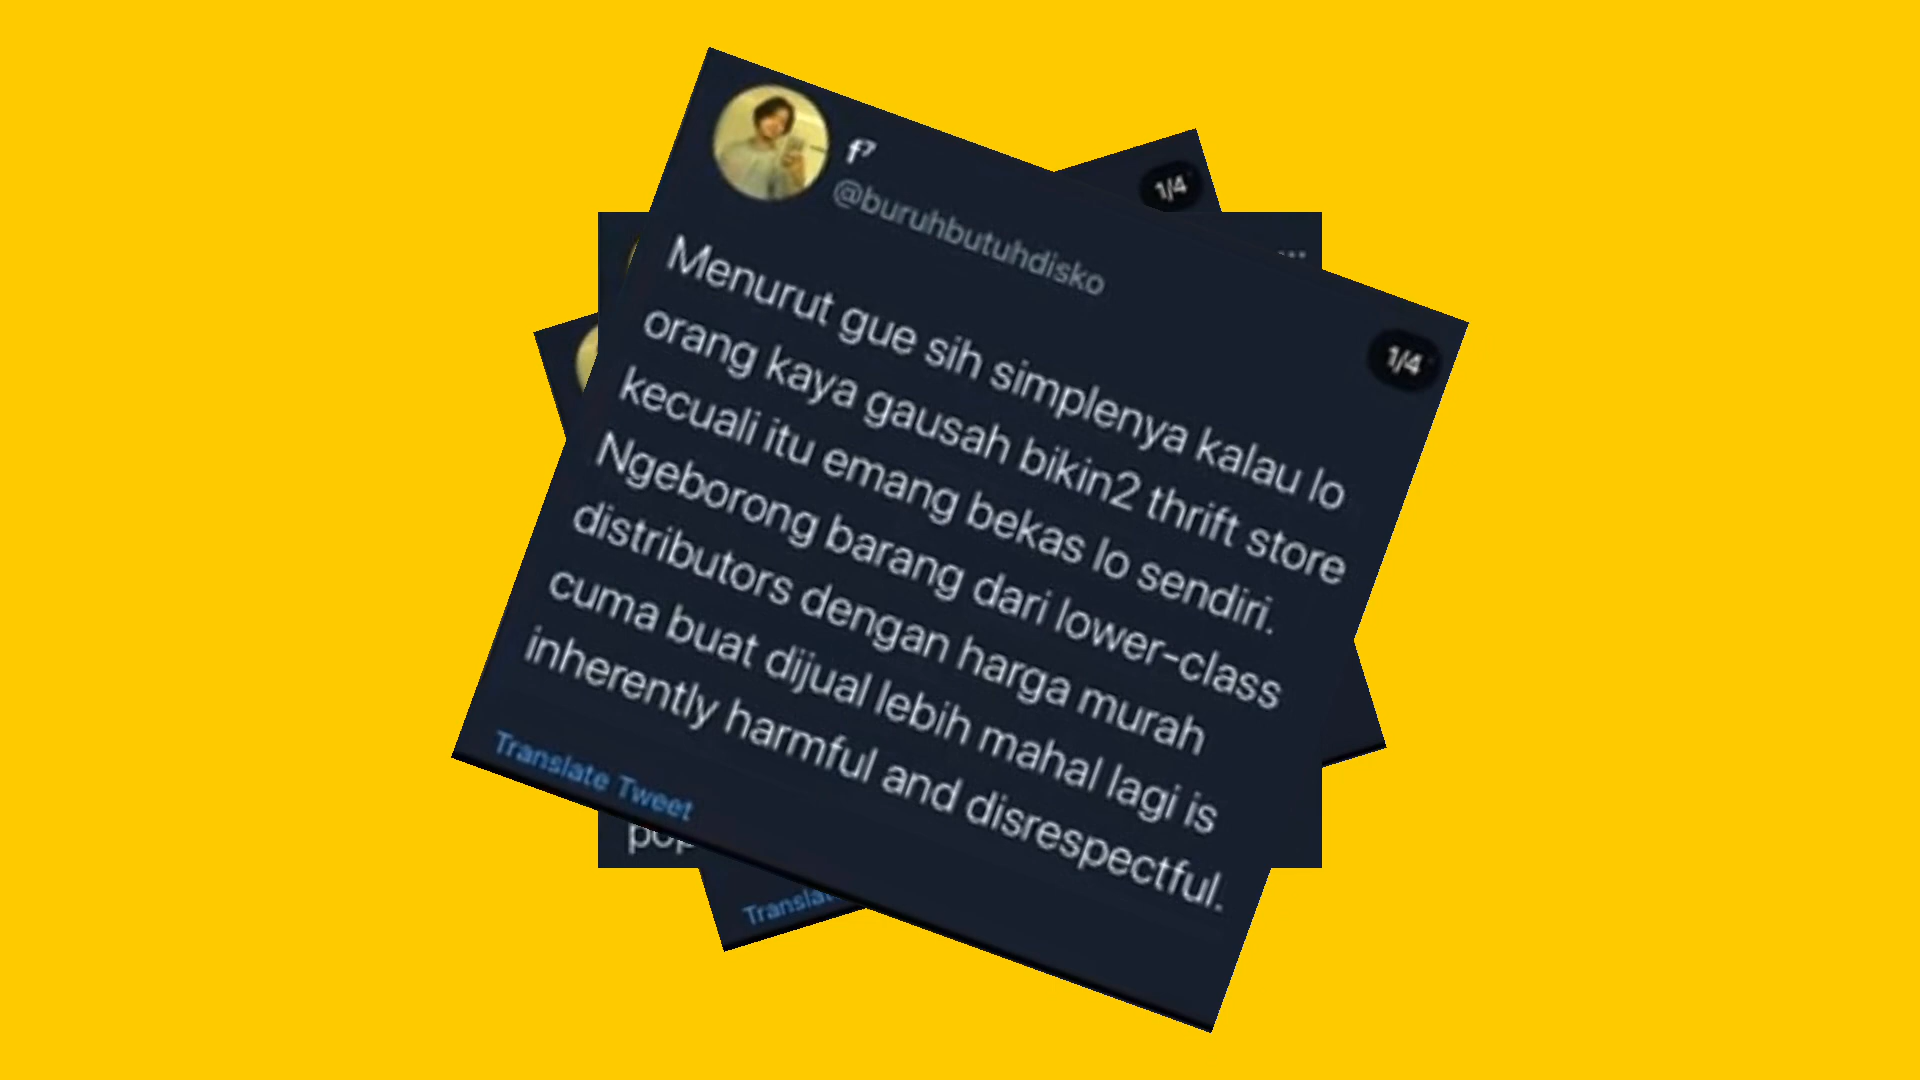 f⁷
@buruhbutuhdisko
1/4
1/4
Menurut gue sih simplenya kalau lo
orang kaya gausah bikin2 thrift store
kecuali itu emang bekas lo sendiri.
Ngeborong barang dari lower-class
distributors dengan harga murah
cuma buat dijual lebih mahal lagi is
inherently harmful and disrespectful.
Translate Tweet